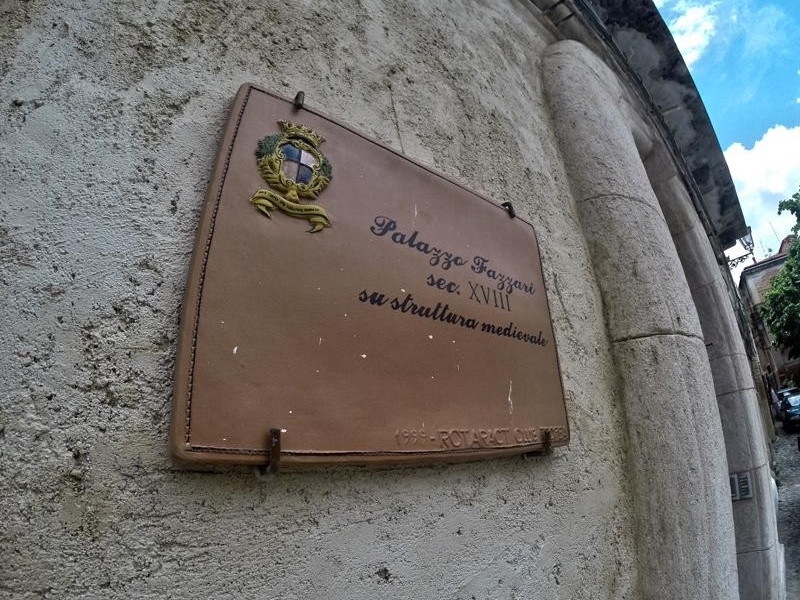 Palazzo Fazzari
sec. XVIII
su struttura medievale
1999 - ROTARACT CLUB